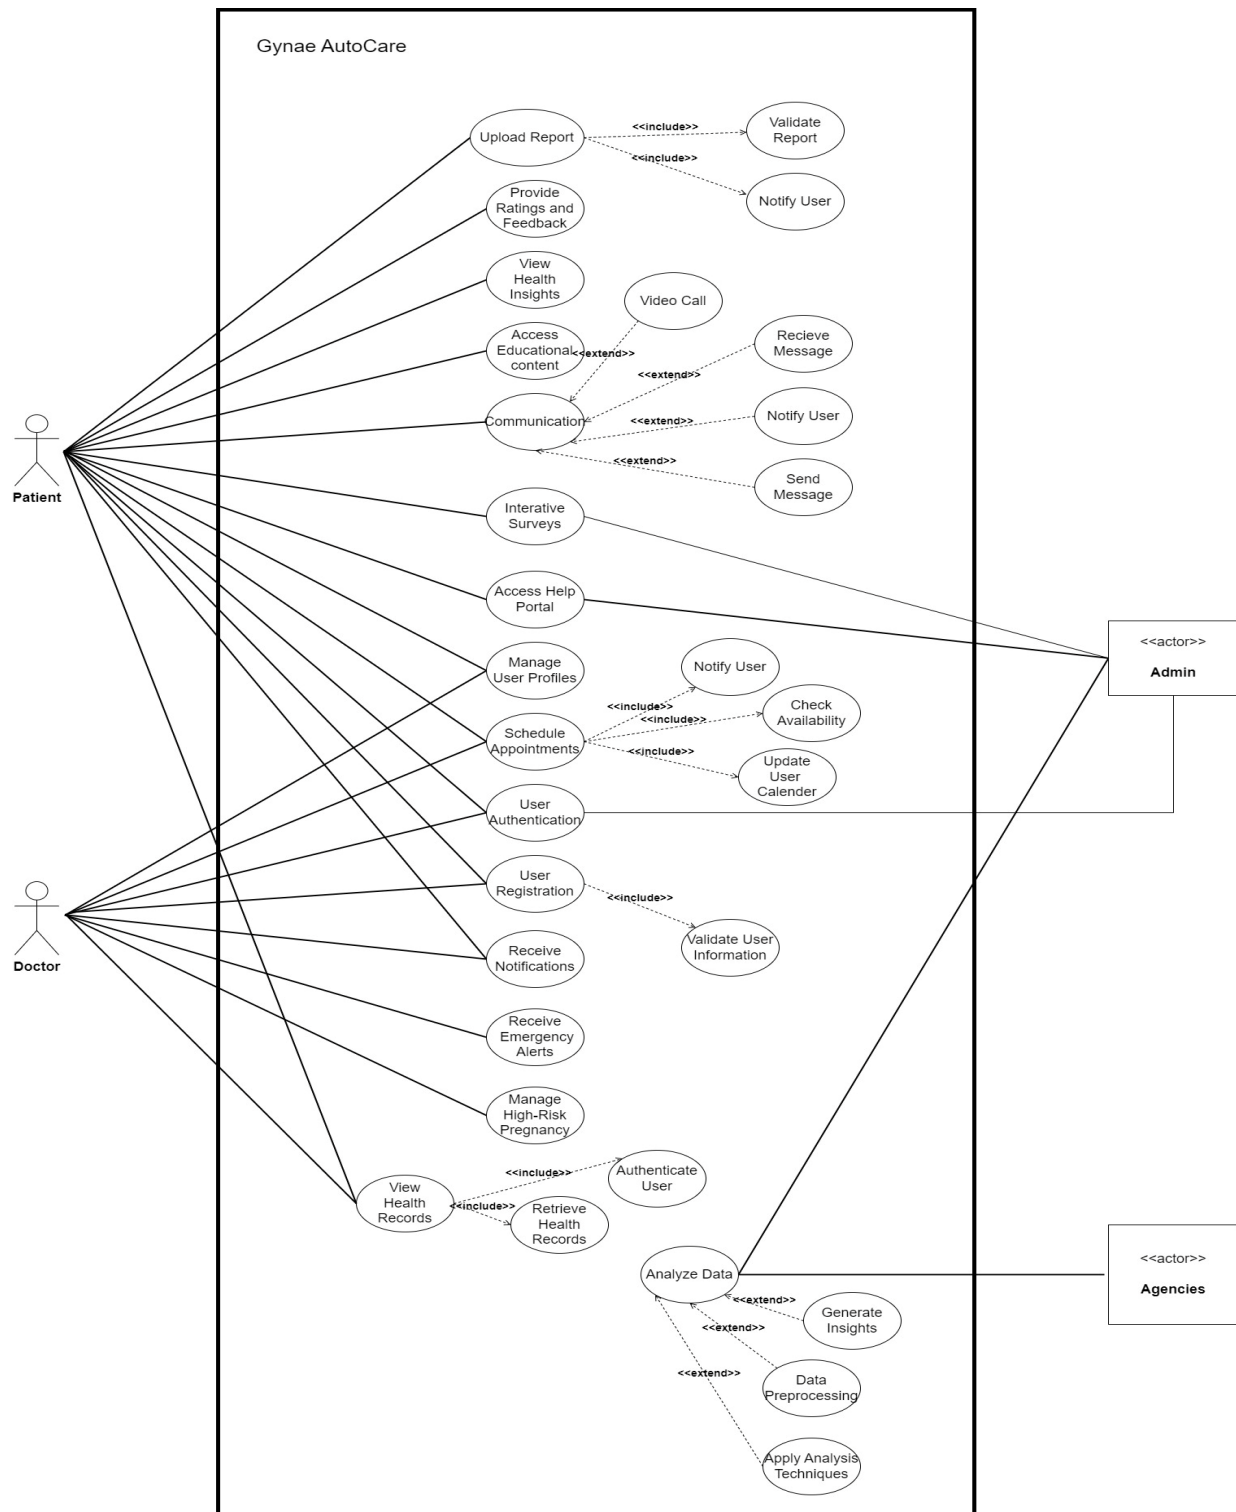 Gynae AutoCare
Upload Report
<<include>>
Validate
Report
<<include>>
Notify User
Provide
Ratings and
Feedback
View
Health
Insights
Video Call
Access
Educational
content
<<extend>>
Recieve
Message
<<extend>>
Communication
<<extend>>
Notify User
<<extend>>
Send
Message
Patient
Interative
Surveys
Access Help
Portal
<<actor>>
Admin
Manage
User Profiles
Notify User
<<include>>
Check
Availability
<<include>>
Schedule
Appointments
<<include>>
Update
User
Calender
User
Authentication
User
Registration
<<include>>
Validate User
Information
Doctor
Receive
Notifications
Receive
Emergency
Alerts
Manage
High-Risk
Pregnancy
View
Health
Records
<<include>>
Authenticate
User
<<include>>
Retrieve
Health
Records
Analyze Data
<<actor>>
Agencies
<<extend>>
Generate
Insights
<<extend>>
Data
Preprocessing
<<extend>>
Apply Analysis
Techniques